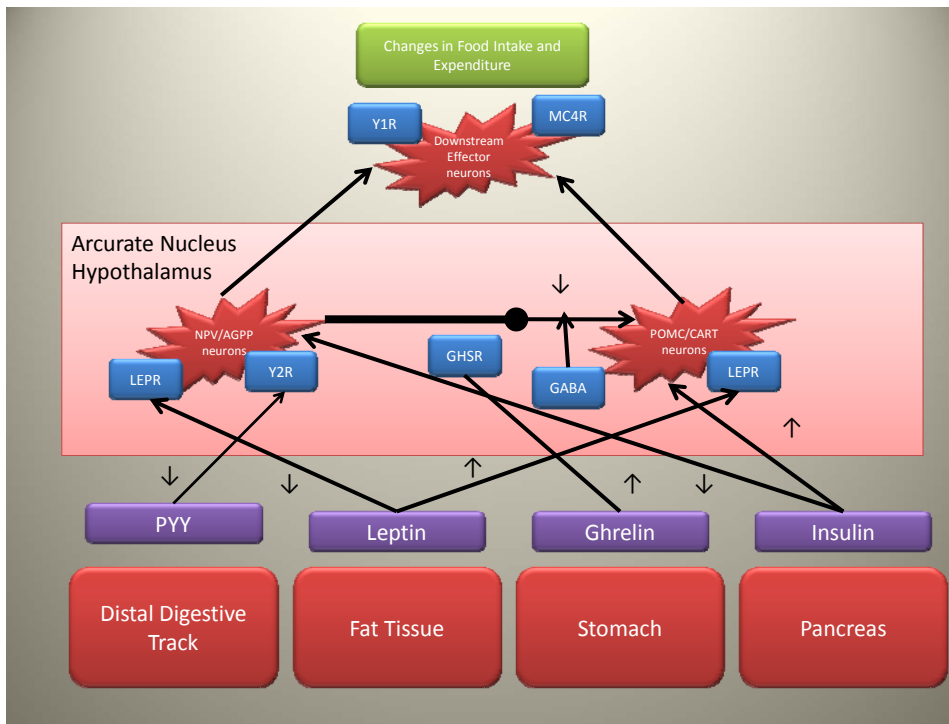 Changes in Food Intake and
Expenditure
Y1R
MC4R
Downstream
Effector
neurons
Arcurate Nucleus
Hypothalamus
↓
NPV/AGPP
neurons
POMC/CART
neurons
LEPR
Y2R
GHSR
GABA
LEPR
↑
↓
↓
↑
↑
↓
PYY
Leptin
Ghrelin
Insulin
Distal Digestive
Track
Fat Tissue
Stomach
Pancreas